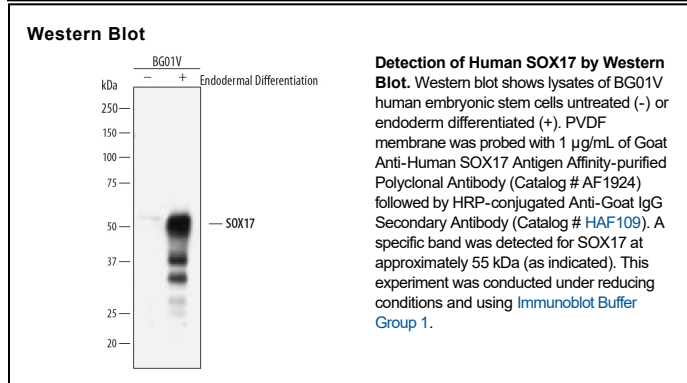 Western Blot
BG01V
– + Endodermal Differentiation
kDa
250
150
100
75
50
37
25
20
SOX17
Detection of Human SOX17 by Western
Blot. Western blot shows lysates of BG01V
human embryonic stem cells untreated (-) or
endoderm differentiated (+). PVDF
membrane was probed with 1 µg/mL of Goat
Anti-Human SOX17 Antigen Affinity-purified
Polyclonal Antibody (Catalog # AF1924)
followed by HRP-conjugated Anti-Goat IgG
Secondary Antibody (Catalog # HAF109). A
specific band was detected for SOX17 at
approximately 55 kDa (as indicated). This
experiment was conducted under reducing
conditions and using Immunoblot Buffer
Group 1.